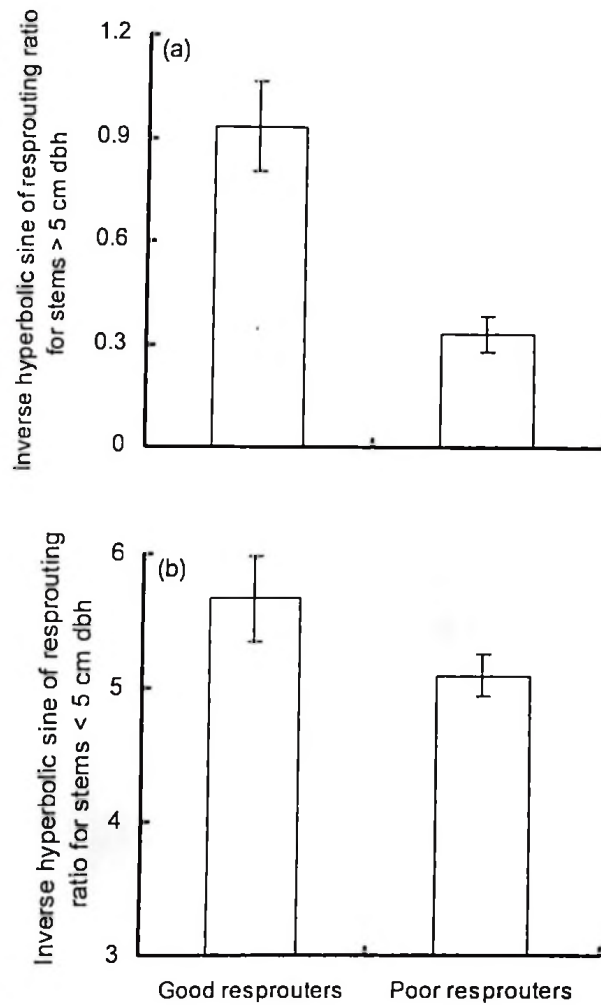 Inverse hyperbolic sine of resprouting ratio
for stems > 5 cm dbh
(a)
1.2
0.9
0.6
0.3
0
Inverse hyperbolic sine of resprouting
ratio for stems < 5 cm dbh
(b)
6
5
4
3
Good resprouters
Poor resprouters